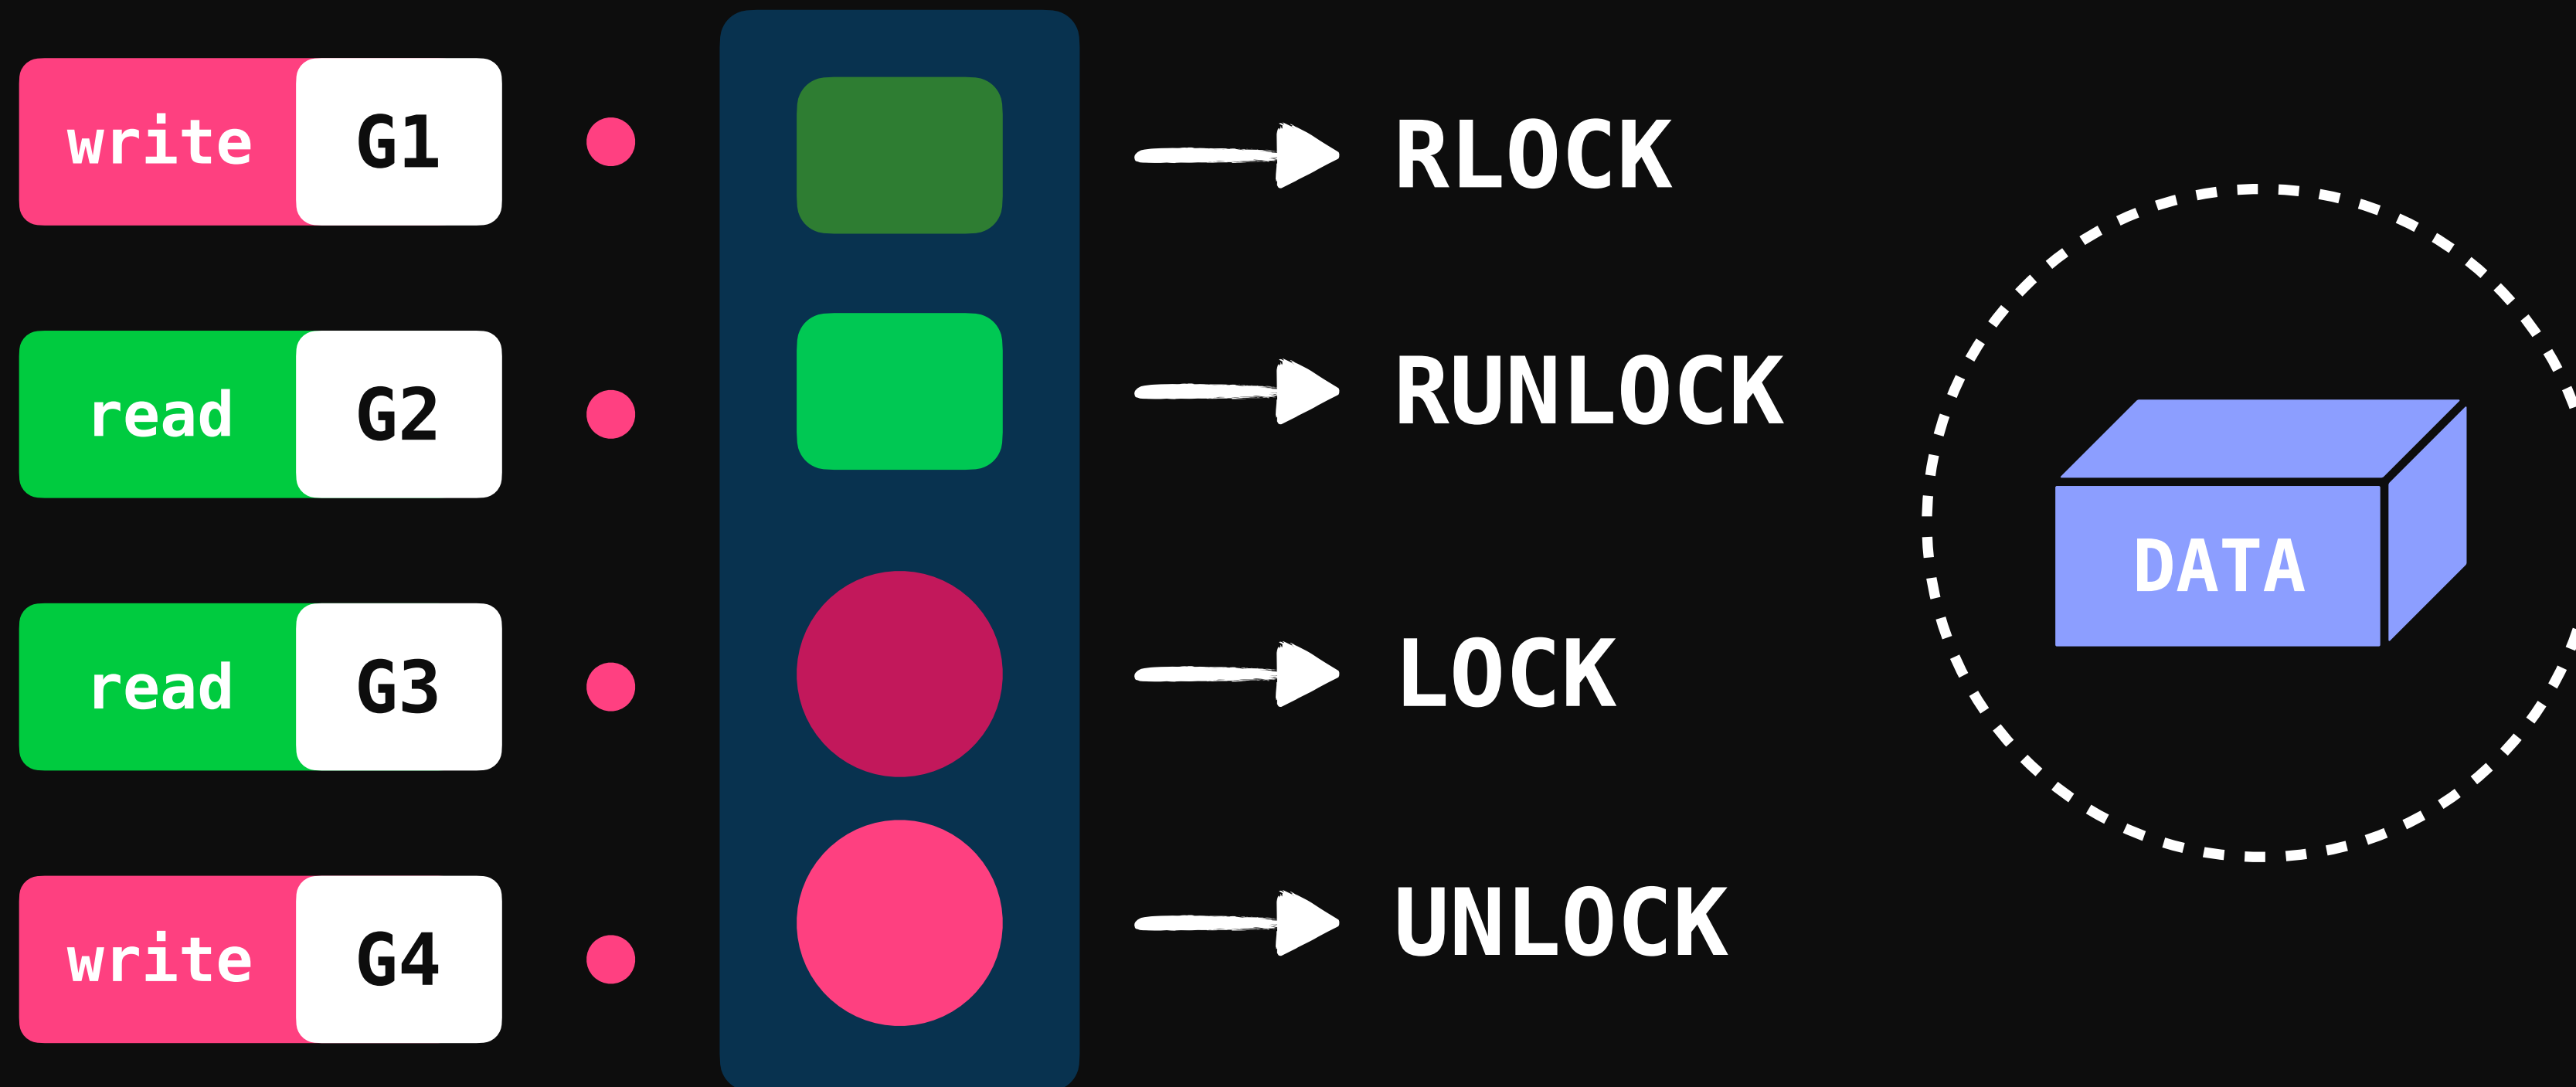 write G1
RLOCK
read G2
RUNLOCK
DATA
read G3
LOCK
write G4
UNLOCK